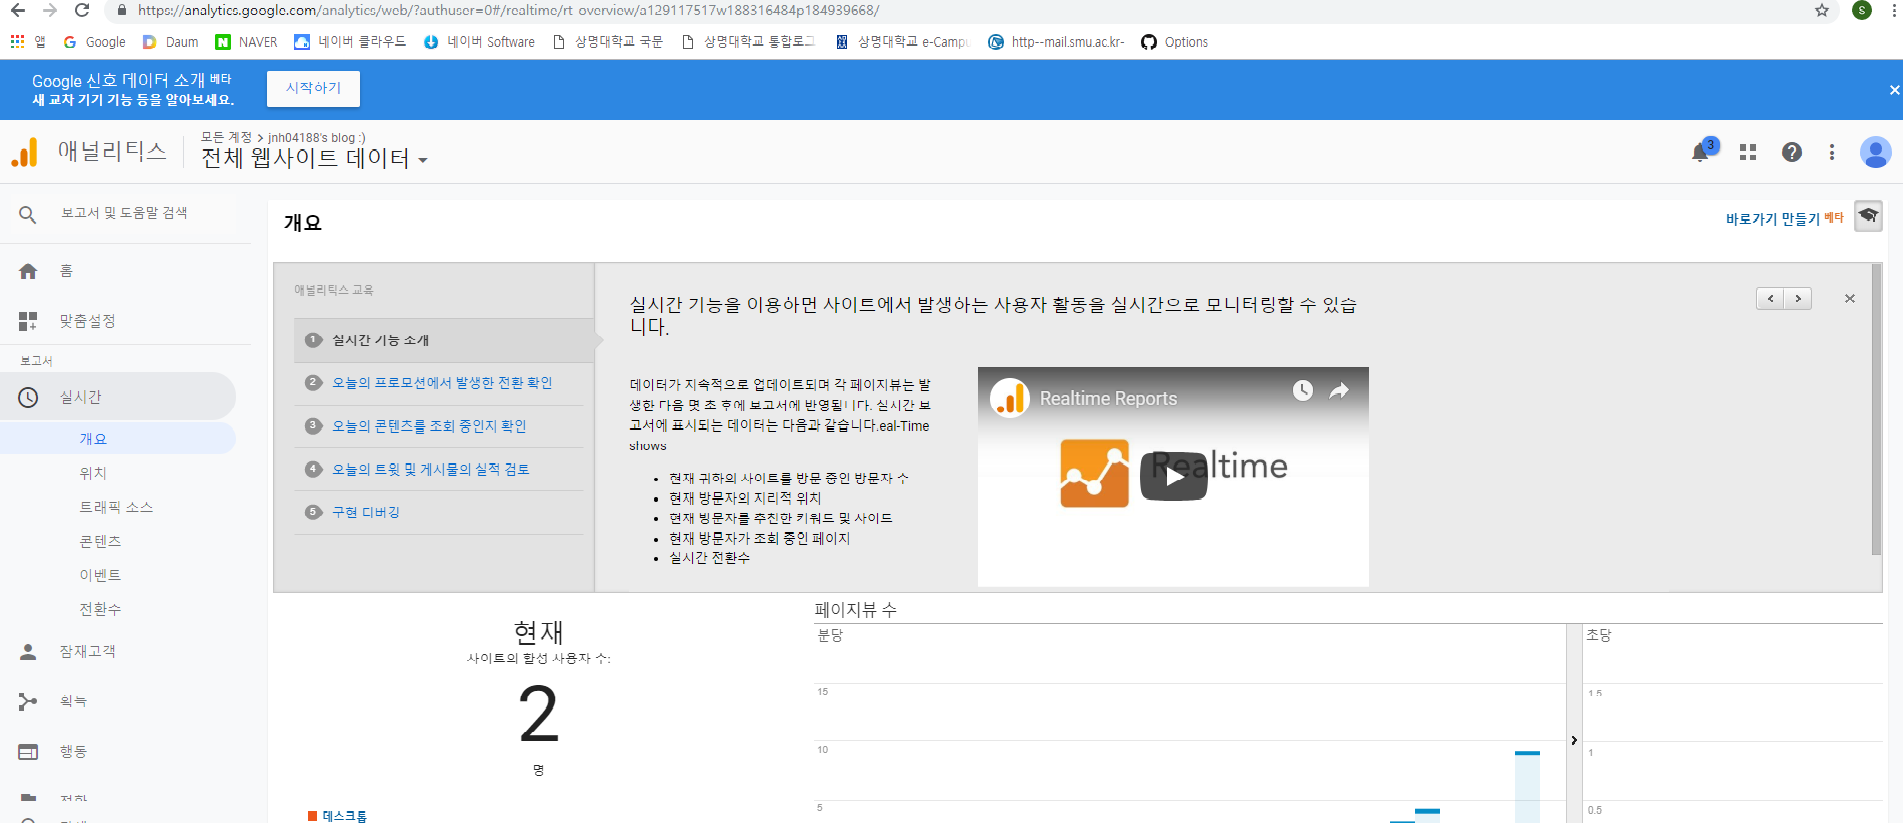 https://analytics.google.com/analytics/web/?authuser=0#/realtime/rt-overview/a129117517w188316484p184939668/
S
앱 Google Daum NAVER 네이버 클라우드 네이버 Software 상명대학교 국문 상명대학교 통합로그 상명대학교 e-Campu http--mail.smu.ac.kr- Options
Google 신호 데이터 소개 베타
새 교차 기기 기능 등을 알아보세요.
시작하기
애널리틱스
모든 계정 > jnh04188's blog :)
전체 웹사이트 데이터
3
보고서 및 도움말 검색
홈
맞춤설정
보고서
실시간
개요
위치
트래픽 소스
콘텐츠
이벤트
전환수
잠재고객
획득
행동
전환
개요
바로가기 만들기 베타
애널리틱스 교육
1 실시간 기능 소개
2 오늘의 프로모션에서 발생한 전환 확인
3 오늘의 콘텐츠를 조회 중인지 확인
4 오늘의 트윗 및 게시물의 실적 검토
5 구현 디버깅
실시간 기능을 이용하면 사이트에서 발생하는 사용자 활동을 실시간으로 모니터링할 수 있습
니다.
데이터가 지속적으로 업데이트되며 각 페이지뷰는 발
생한 다음 몇 초 후에 보고서에 반영됩니다. 실시간 보
고서에 표시되는 데이터는 다음과 같습니다.eal-Time
shows
• 현재 귀하의 사이트를 방문 중인 방문자 수
• 현재 방문자의 지리적 위치
• 현재 방문자를 추천한 키워드 및 사이트
• 현재 방문자가 조회 중인 페이지
• 실시간 전환수
Realtime Reports
Realtime
현재
사이트의 활성 사용자 수:
2
명
데스크톱
페이지뷰 수
분당
15
10
5
초당
1.5
1
0.5